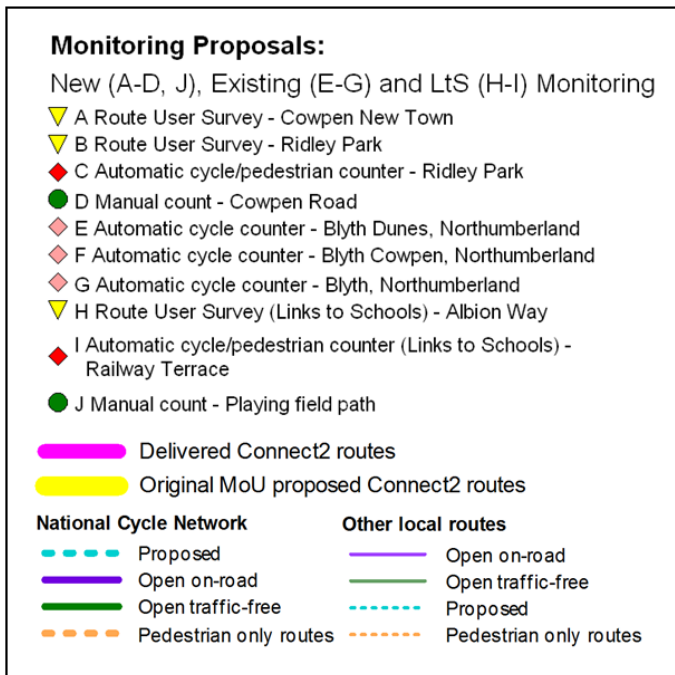 Monitoring Proposals:
New (A-D, J), Existing (E-G) and LtS (H-I) Monitoring
A Route User Survey - Cowpen New Town
B Route User Survey - Ridley Park
C Automatic cycle/pedestrian counter - Ridley Park
D Manual count - Cowpen Road
E Automatic cycle counter - Blyth Dunes, Northumberland
F Automatic cycle counter - Blyth Cowpen, Northumberland
G Automatic cycle counter - Blyth, Northumberland
H Route User Survey (Links to Schools) - Albion Way
I Automatic cycle/pedestrian counter (Links to Schools) -
Railway Terrace
J Manual count - Playing field path
Delivered Connect2 routes
Original MoU proposed Connect2 routes
National Cycle Network
Proposed
Open on-road
Open traffic-free
Pedestrian only routes
Other local routes
Open on-road
Open traffic-free
Proposed
Pedestrian only routes